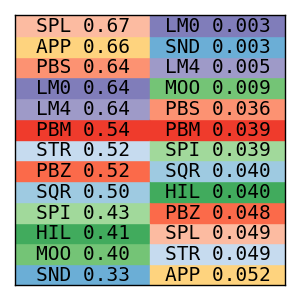 SPL 0.67 LM0 0.003
APP 0.66 SND 0.003
PBS 0.64 LM4 0.005
LM0 0.64 MOO 0.009
LM4 0.64 PBS 0.036
PBM 0.54 PBM 0.039
STR 0.52 SPI 0.039
PBZ 0.52 SQR 0.040
SQR 0.50 HIL 0.040
SPI 0.43 PBZ 0.048
HIL 0.41 SPL 0.049
MOO 0.40 STR 0.049
SND 0.33 APP 0.052